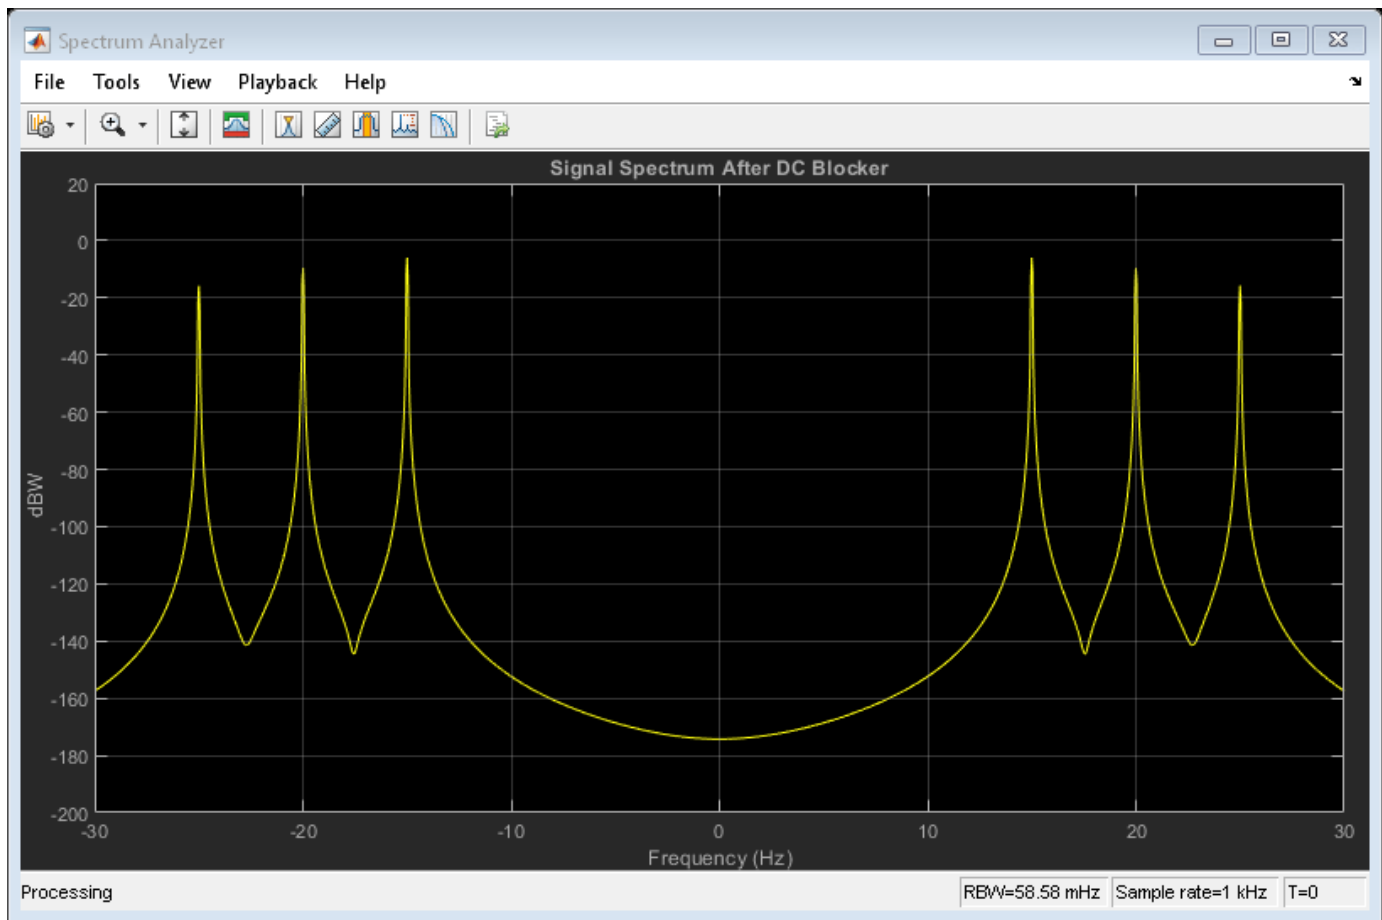 Spectrum Analyzer
File Tools View Playback Help
Signal Spectrum After DC Blocker
20
0
-20
-40
-60
-80
-100
-120
-140
-160
-180
-200
dBW
-30 -20 -10 0 10 20 30
Frequency (Hz)
Processing RBW=58.58 mHz Sample rate=1 kHz T=0